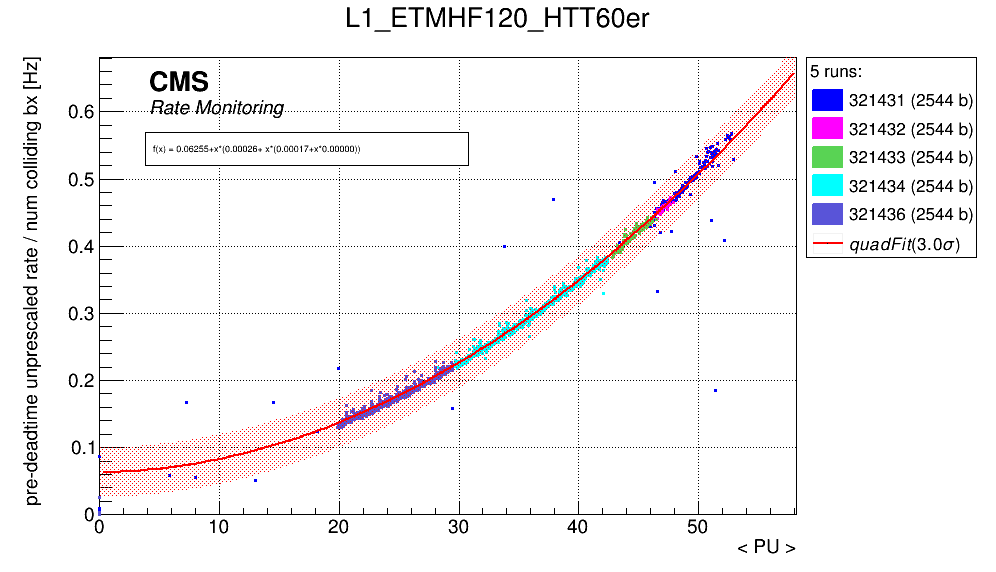 L1_ETMHF120_HTT60er
pre-deadtime unprescaled rate / num colliding bx [Hz]
CMS
Rate Monitoring
f(x) = 0.06255+x*(0.00026+ x*(0.00017+x*0.00000))
0.6
0.5
0.4
0.3
0.2
0.1
0
0
10
20
30
40
50
< PU >
5 runs:
321431 (2544 b)
321432 (2544 b)
321433 (2544 b)
321434 (2544 b)
321436 (2544 b)
quadFit(3.0σ)